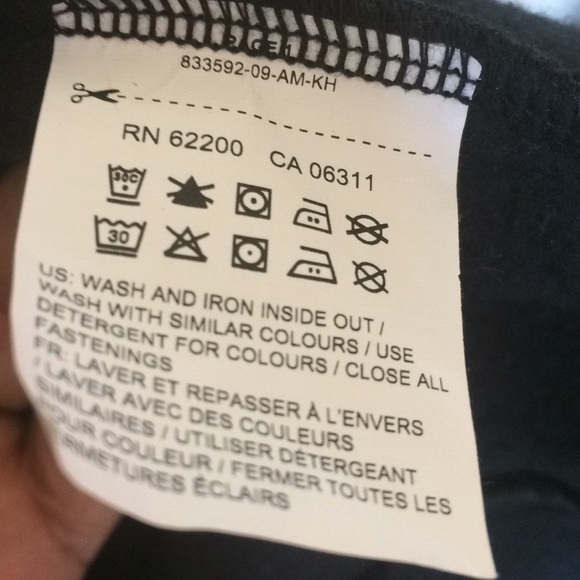 833592-09-AM-KH
RN 62200 CA 06311
30C
30
US: WASH AND IRON INSIDE OUT /
WASH WITH SIMILAR COLOURS / USE
DETERGENT FOR COLOURS / CLOSE ALL
FASTENINGS
FR: LAVER ET REPASSER À L'ENVERS
/ LAVER AVEC DES COULEURS
SIMILAIRES / UTILISER DÉTERGENT
POUR COULEUR / FERMER TOUTES LES
FERMETURES ÉCLAIRS